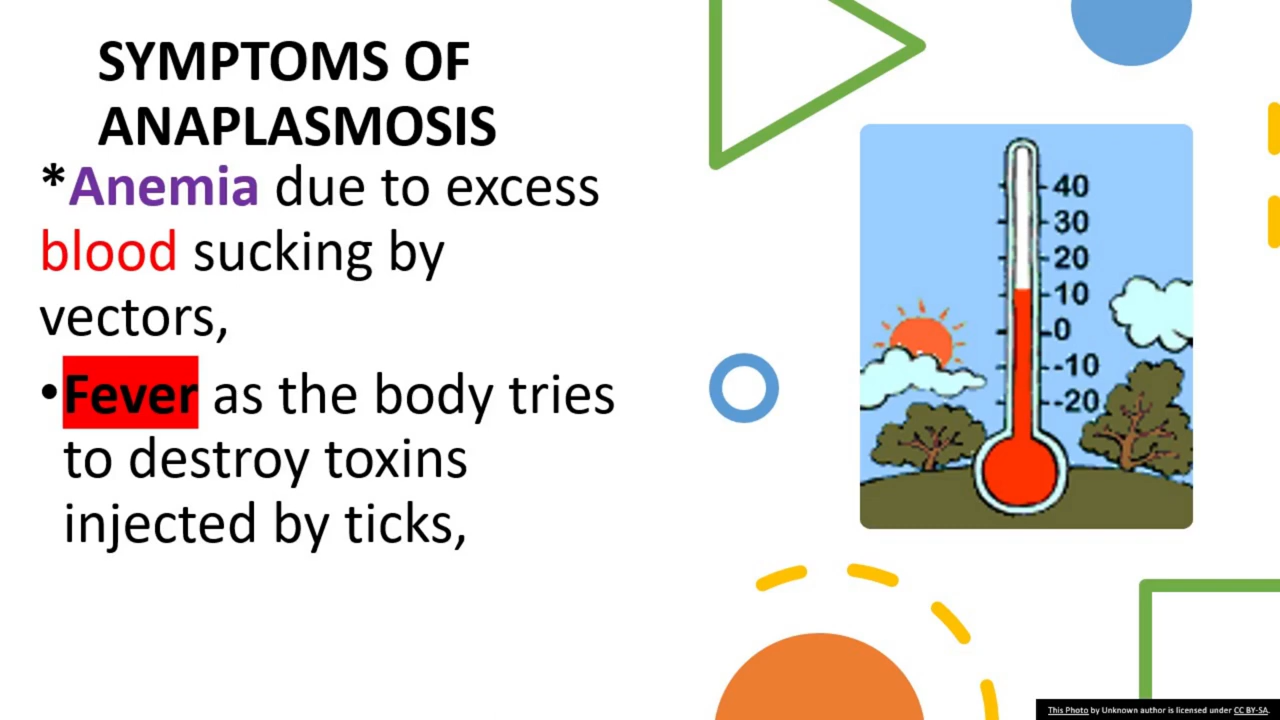 SYMPTOMS OF
ANAPLASMOSIS
*Anemia due to excess
blood sucking by
vectors,
•Fever as the body tries
to destroy toxins
injected by ticks,
40
30
20
10
0
-10
-20
This Photo by Unknown author is licensed under CC BY-SA.